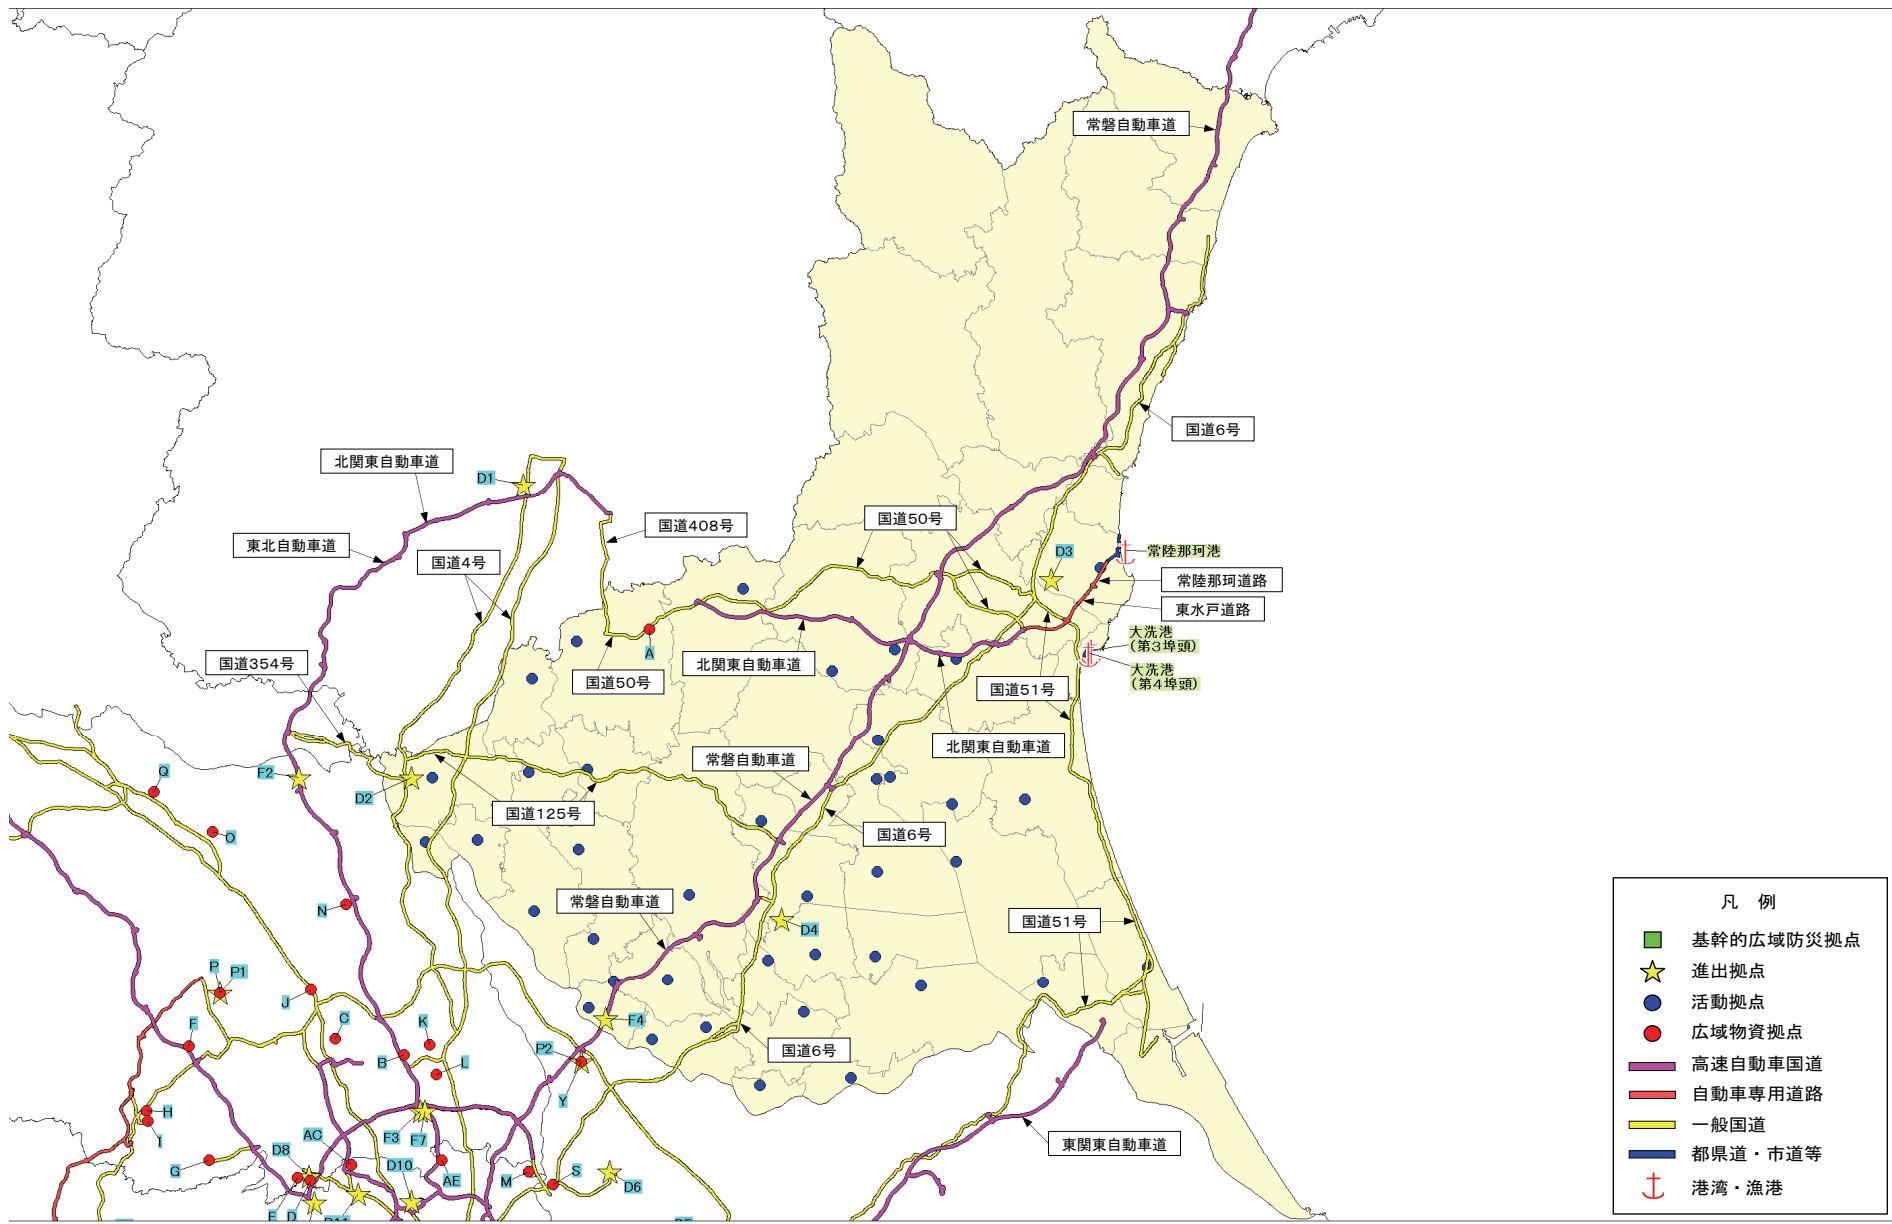 常磐自動車道
国道6号
北関東自動車道
D1
国道408号
国道50号
東北自動車道
国道4号
D3
常陸那珂港
常陸那珂道路
東水戸道路
大洗港
(第3埠頭)
大洗港
(第4埠頭)
国道354号
A
北関東自動車道
国道50号
国道51号
北関東自動車道
常磐自動車道
Q
F2
D2
国道125号
国道6号
O
常磐自動車道
N
D4
国道51号
P
P1
J
F
C
K
F4
B
L
P2
国道6号
Y
H
I
F3
F7
AC
D8
D10
AE
G
M
S
D6
東関東自動車道
E
D
凡 例
基幹的広域防災拠点
進出拠点
活動拠点
広域物資拠点
高速自動車国道
自動車専用道路
一般国道
都県道・市道等
港湾・漁港